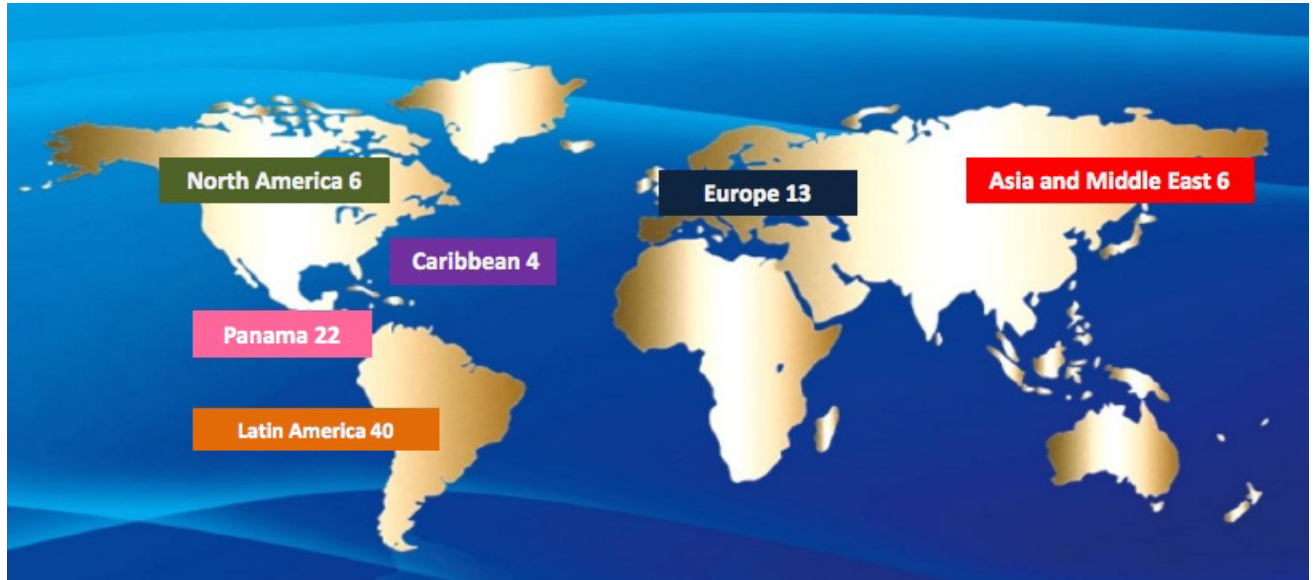 North America 6
Europe 13
Asia and Middle East 6
Caribbean 4
Panama 22
Latin America 40